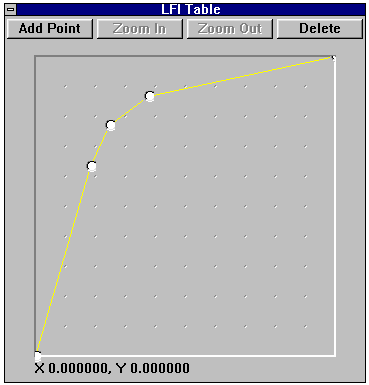 LFI Table
Add Point Zoom In Zoom Out Delete
X 0.000000, Y 0.000000